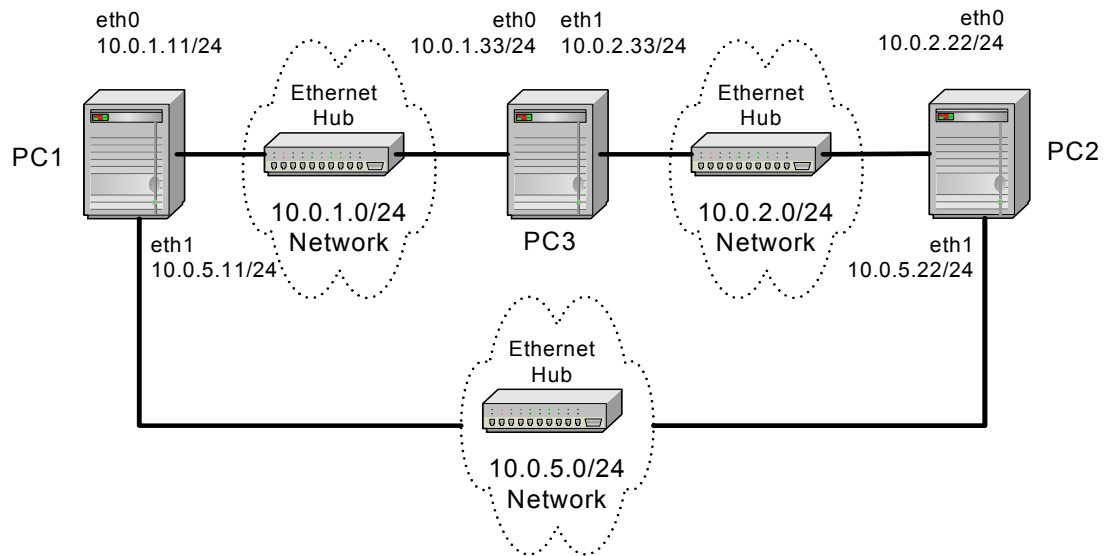 eth0
10.0.1.11/24
eth0
10.0.1.33/24
eth1
10.0.2.33/24
eth0
10.0.2.22/24
Ethernet
Hub
Ethernet
Hub
PC1
PC2
10.0.1.0/24
Network
PC3
10.0.2.0/24
Network
eth1
10.0.5.11/24
eth1
10.0.5.22/24
Ethernet
Hub
10.0.5.0/24
Network